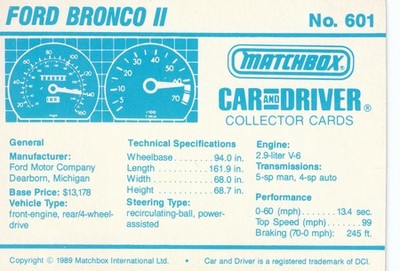 FORD BRONCO II
No. 601
MATCHBOX
CAR AND DRIVER®
COLLECTOR CARDS
General
Manufacturer:
Ford Motor Company
Dearborn, Michigan
Base Price: $13,178
Vehicle Type:
front-engine, rear/4-wheel-
drive
Technical Specifications
Wheelbase . . . . . . . . 94.0 in.
Length . . . . . . . . . . 161.9 in.
Width . . . . . . . . . . . . 68.0 in.
Height . . . . . . . . . . . 68.7 in.
Steering Type:
recirculating-ball, power-
assisted
Engine:
2.9-liter V-6
Transmissions:
5-sp man, 4-sp auto
Performance
0-60 (mph) . . . . . . . 13.4 sec.
Top Speed (mph) . . . . . . . 99
Braking (70-0 mph): 245 ft.
Copyright © 1989 Matchbox International Ltd. • Car and Driver is a registered trademark of DCI.